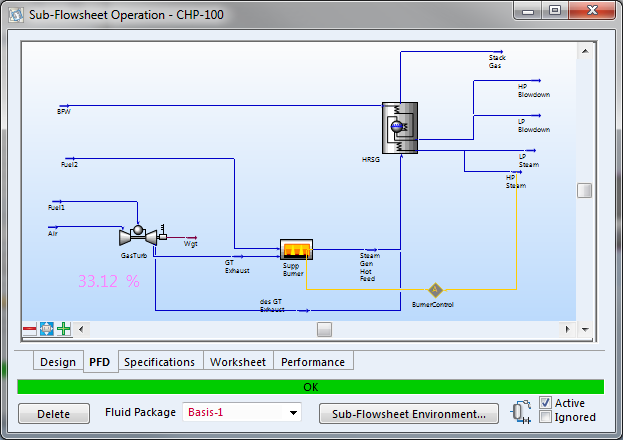 Sub-Flowsheet Operation - CHP-100
Stack
Gas
HP
Blowdown
BFW
LP
Blowdown
HRSG
LP
Steam
Fuel2
HP
Steam
Fuel1
Air
Wgt
GasTurb
GT
Exhaust
Supp
Burner
Steam
Gen
Hot
Feed
33.12 %
des GT
Exhaust
BurnerControl
A
Design
PFD
Specifications
Worksheet
Performance
OK
Delete
Fluid Package
Basis-1
Sub-Flowsheet Environment...
Active
Ignored